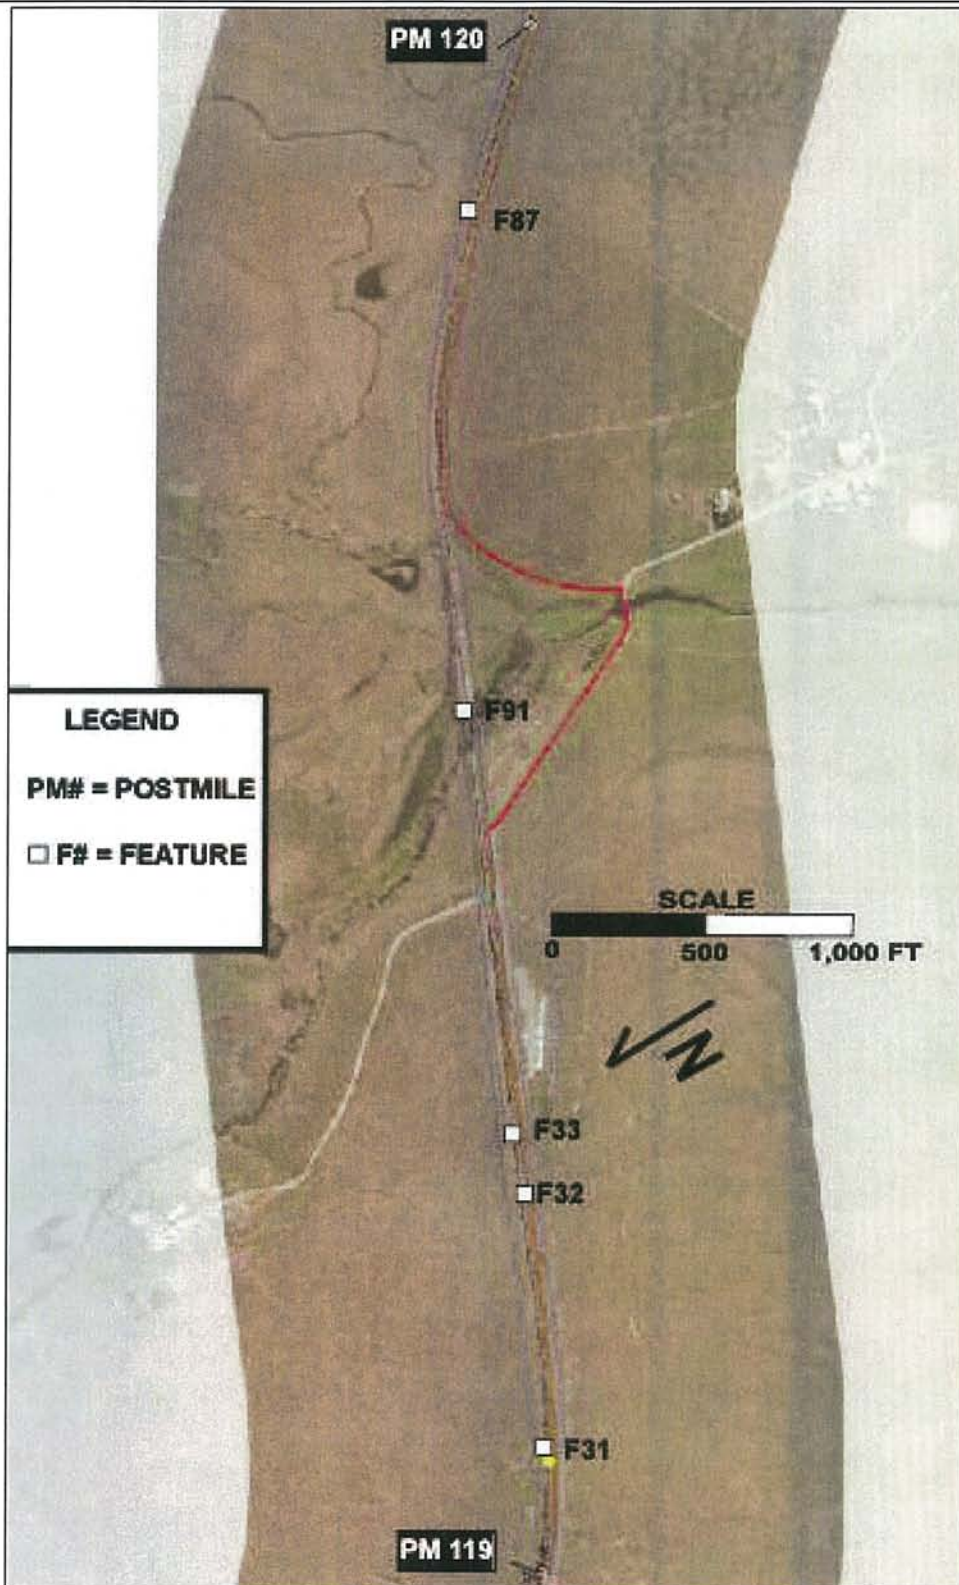 PM 120
F87
F91
LEGEND
PM# = POSTMILE
F# = FEATURE
SCALE
0 500 1,000 FT
N
F33
F32
F31
PM 119